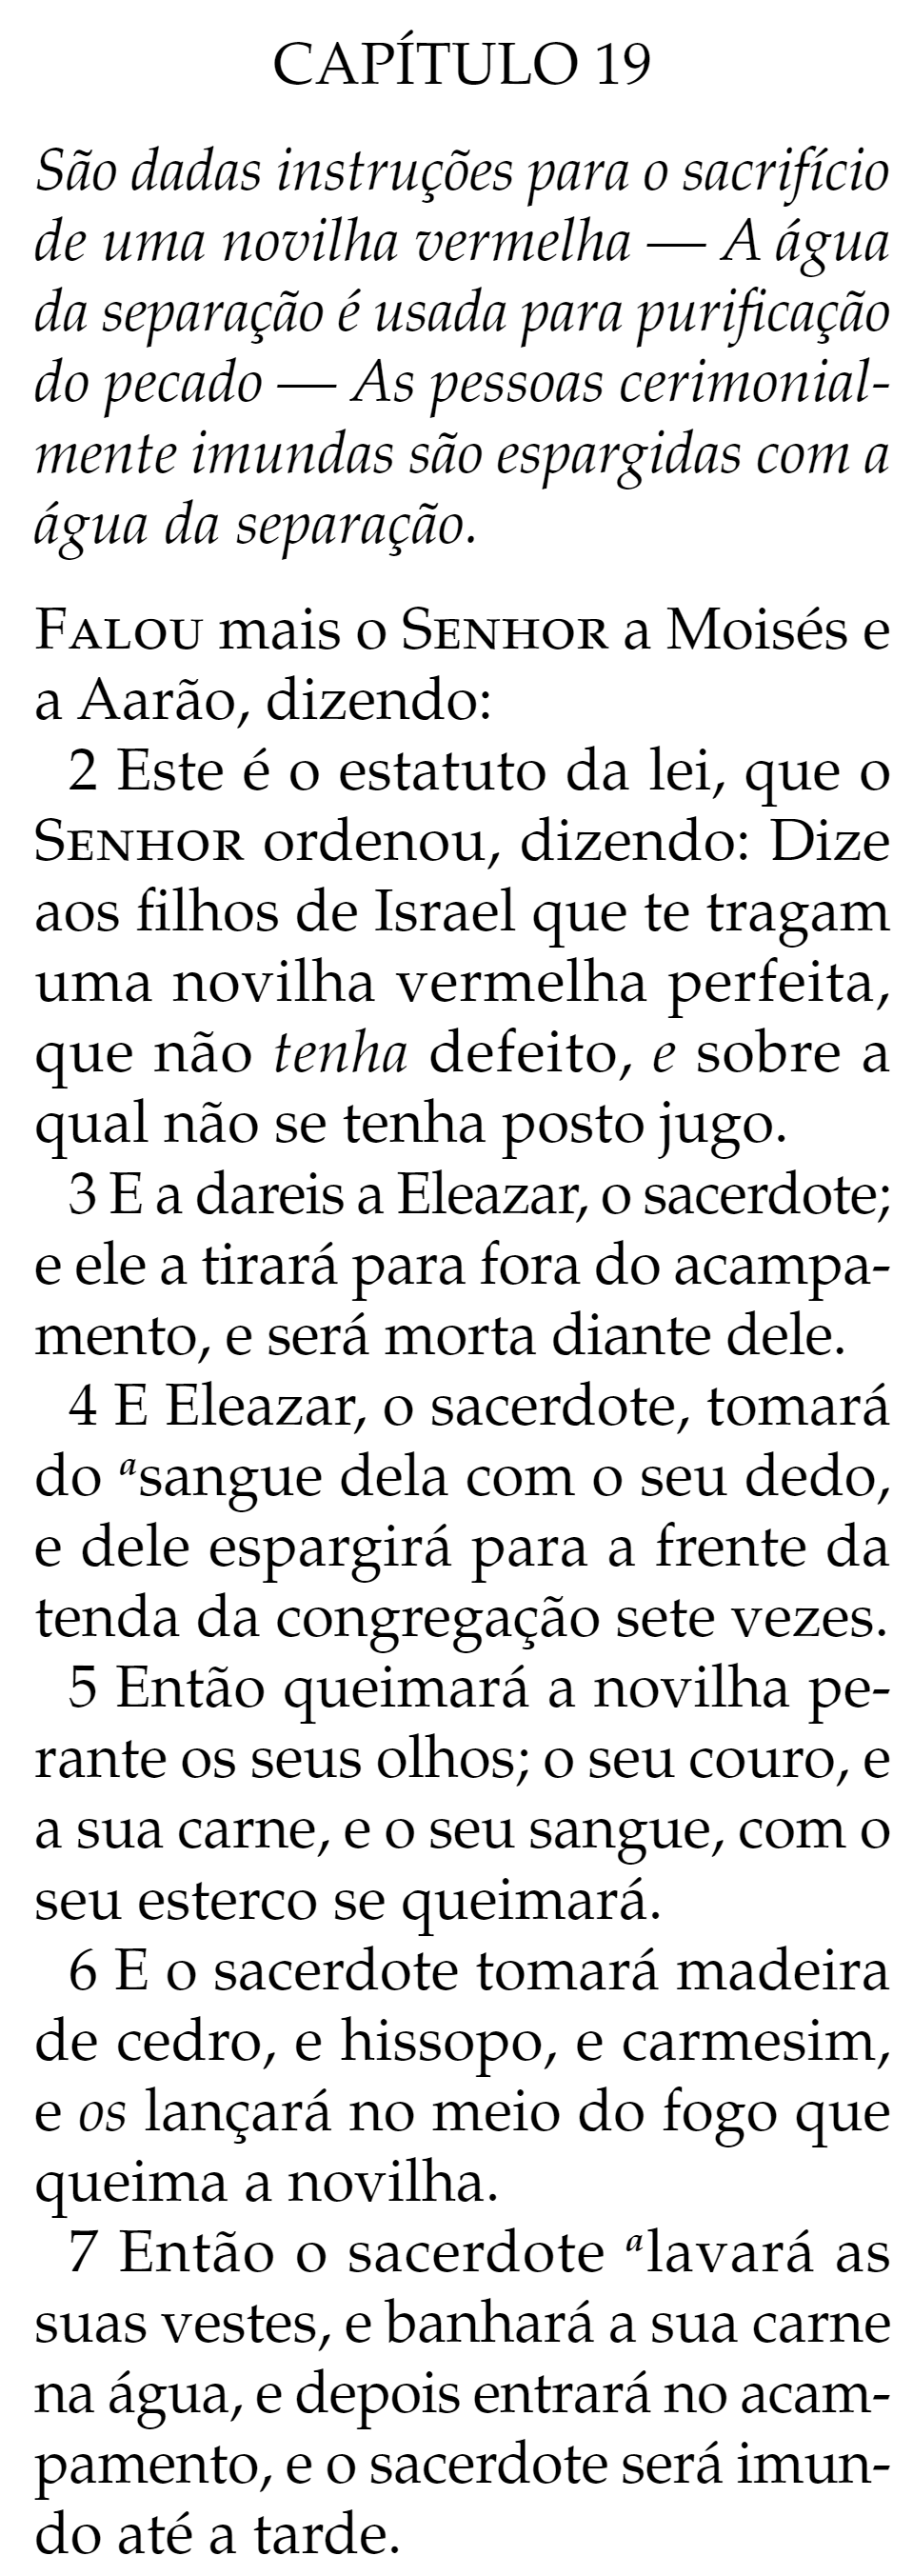 CAPÍTULO 19
São dadas instruções para o sacrifício
de uma novilha vermelha — A água
da separação é usada para purificação
do pecado — As pessoas cerimonial-
mente imundas são espargidas com a
água da separação.
FALOU mais o SENHOR a Moisés e
a Aarão, dizendo:
2 Este é o estatuto da lei, que o
SENHOR ordenou, dizendo: Dize
aos filhos de Israel que te tragam
uma novilha vermelha perfeita,
que não tenha defeito, e sobre a
qual não se tenha posto jugo.
3 E a dareis a Eleazar, o sacerdote;
e ele a tirará para fora do acampa-
mento, e será morta diante dele.
4 E Eleazar, o sacerdote, tomará
do ᵃsangue dela com o seu dedo,
e dele espargirá para a frente da
tenda da congregação sete vezes.
5 Então queimará a novilha pe-
rante os seus olhos; o seu couro, e
a sua carne, e o seu sangue, com o
seu esterco se queimará.
6 E o sacerdote tomará madeira
de cedro, e hissopo, e carmesim,
e os lançará no meio do fogo que
queima a novilha.
7 Então o sacerdote ᵃlavará as
suas vestes, e banhará a sua carne
na água, e depois entrará no acam-
pamento, e o sacerdote será imun-
do até a tarde.